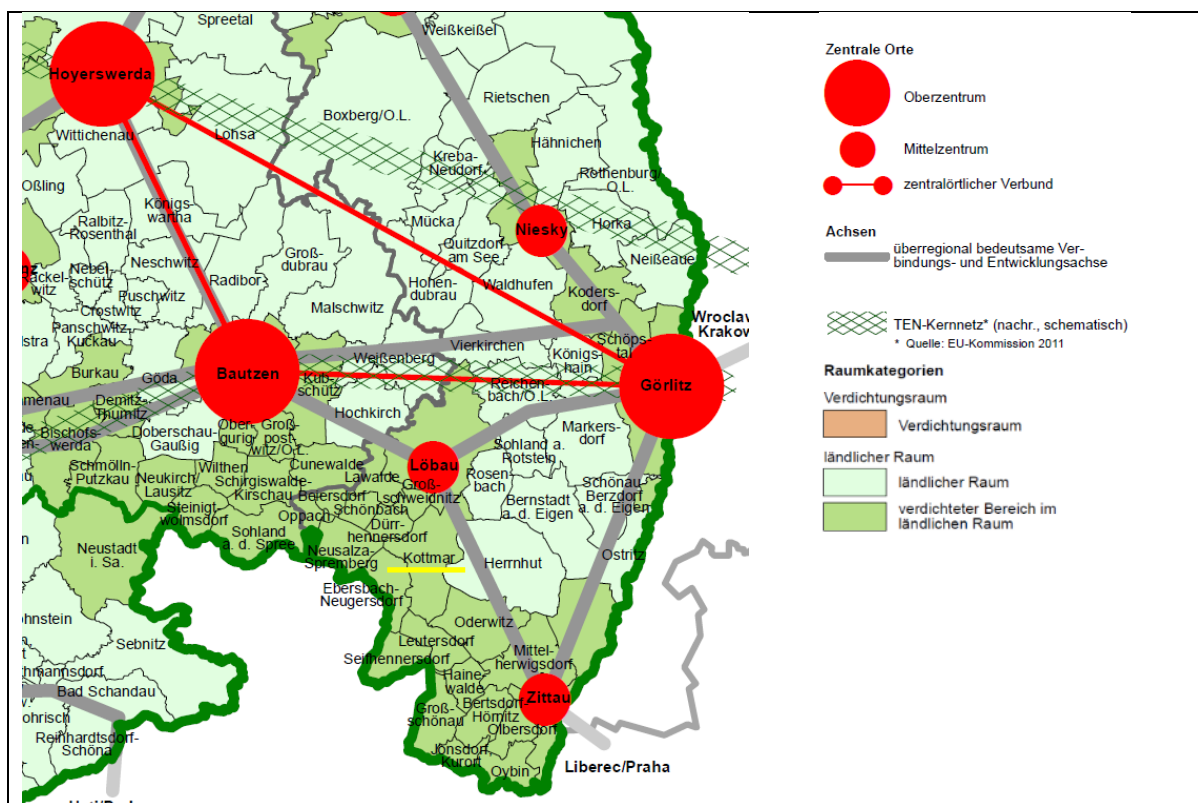 Spreetal
Weißkeißel
Hoyerswerda
Rietschen
Boxberg/O.L.
Lohsa
Wittichenau
Hähnichen
Kreba-
Neudorf
Rothenburg/
O.L.
Oßling
Königs-
wartha
Ralbitz-
Rosenthal
Mücka
Niesky
Horka
Quitzdorf
am See
Groß-
dubrau
Neschwitz
Nebel-
schütz
Radibor
Neißeaue
Hohen-
dubrau
Waldhufen
Koders-
dorf
Puschwitz
Crostwitz
Malschwitz
Panschwitz-
Kuckau
Wroclaw
Krakow
Schöps-
tal
Vierkirchen
Weißenberg
Königs-
hain
Burkau
Göda
Bautzen
Kub-
schütz
Reichen-
bach/O.L.
Görlitz
Demitz-
Thumitz
Hochkirch
Markers-
dorf
Bischofs-
werda
Doberschau-
Gaußig
Ober-
gurig
Groß-
post-
witz/O.L.
Sohland a.
Rotstein
Löbau
Cunewalde
Lawalde
Rosen-
bach
Schmölln-
Putzkau
Neukirch
Lausitz
Wilthen
Schirgiswalde-
Kirschau
Groß-
schweidnitz
Bernstadt
a. d. Eigen
Schönau-
Berzdorf
a. d. Eigen
Beiersdorf
Schönbach
Steinigt-
wolmsdorf
Oppach
Dürr-
hennersdorf
Sohland
a. d. Spree
Neusalza-
Spremberg
Kottmar
Herrnhut
Ostritz
Neustadt
i. Sa.
Ebersbach-
Neugersdorf
Oderwitz
Sebnitz
Leutersdorf
Seifhennersdorf
Mittel-
herwigsdorf
Haine-
walde
Bad Schandau
Zittau
Bertsdorf-
Hörnitz
Groß-
schönau
Olbersdorf
Reinhardtsdorf-
Schöna
Jonsdorf
Kurort
Oybin
Liberec/Praha
Zentrale Orte
Oberzentrum
Mittelzentrum
zentralörtlicher Verbund
Achsen
überregional bedeutsame Ver-
bindungs- und Entwicklungsachse
TEN-Kernnetz* (nachr., schematisch)
* Quelle: EU-Kommission 2011
Raumkategorien
Verdichtungsraum
Verdichtungsraum
ländlicher Raum
ländlicher Raum
verdichteter Bereich im
ländlichen Raum